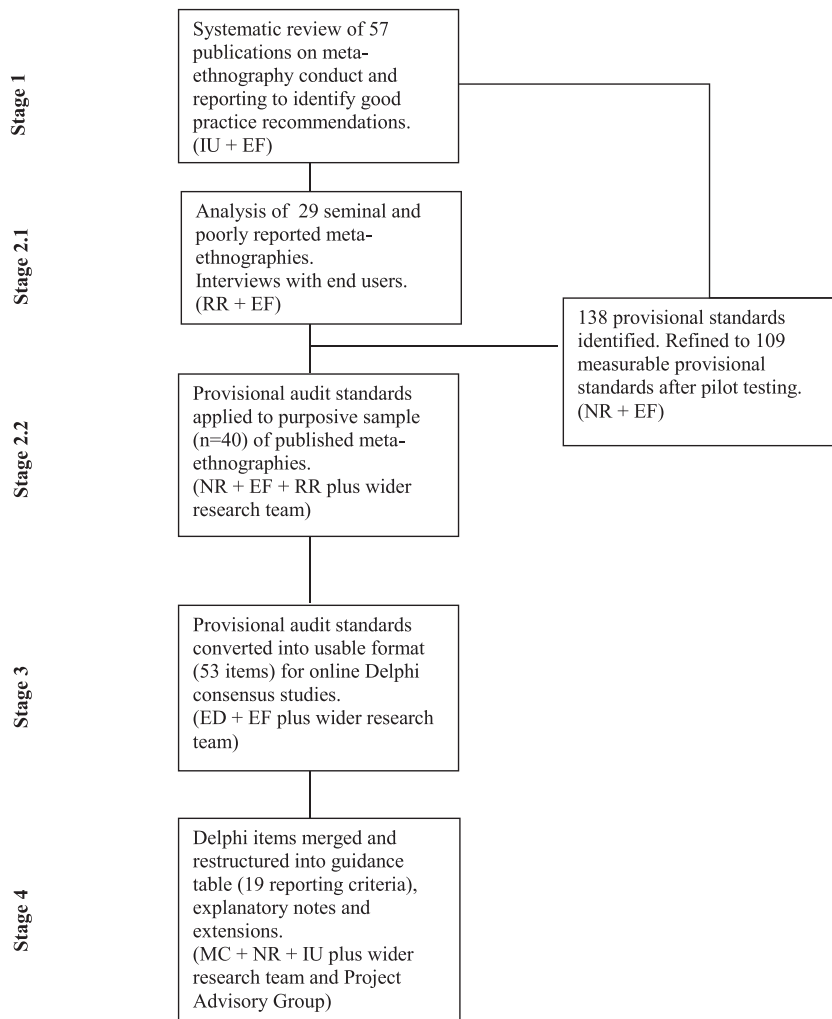 Stage 1
Systematic review of 57
publications on meta-
ethnography conduct and
reporting to identify good
practice recommendations.
(IU + EF)
Stage 2.1
Analysis of  29 seminal and
poorly reported meta-
ethnographies.
Interviews with end users.
(RR + EF)
138 provisional standards
identified. Refined to 109
measurable provisional
standards after pilot testing.
(NR + EF)
Stage 2.2
Provisional audit standards
applied to purposive sample
(n=40) of published meta-
ethnographies.
(NR + EF + RR plus wider
research team)
Stage 3
Provisional audit standards
converted into usable format
(53 items) for online Delphi
consensus studies.
(ED + EF plus wider research
team)
Stage 4
Delphi items merged and
restructured into guidance
table (19 reporting criteria),
explanatory notes and
extensions.
(MC + NR + IU plus wider
research team and Project
Advisory Group)